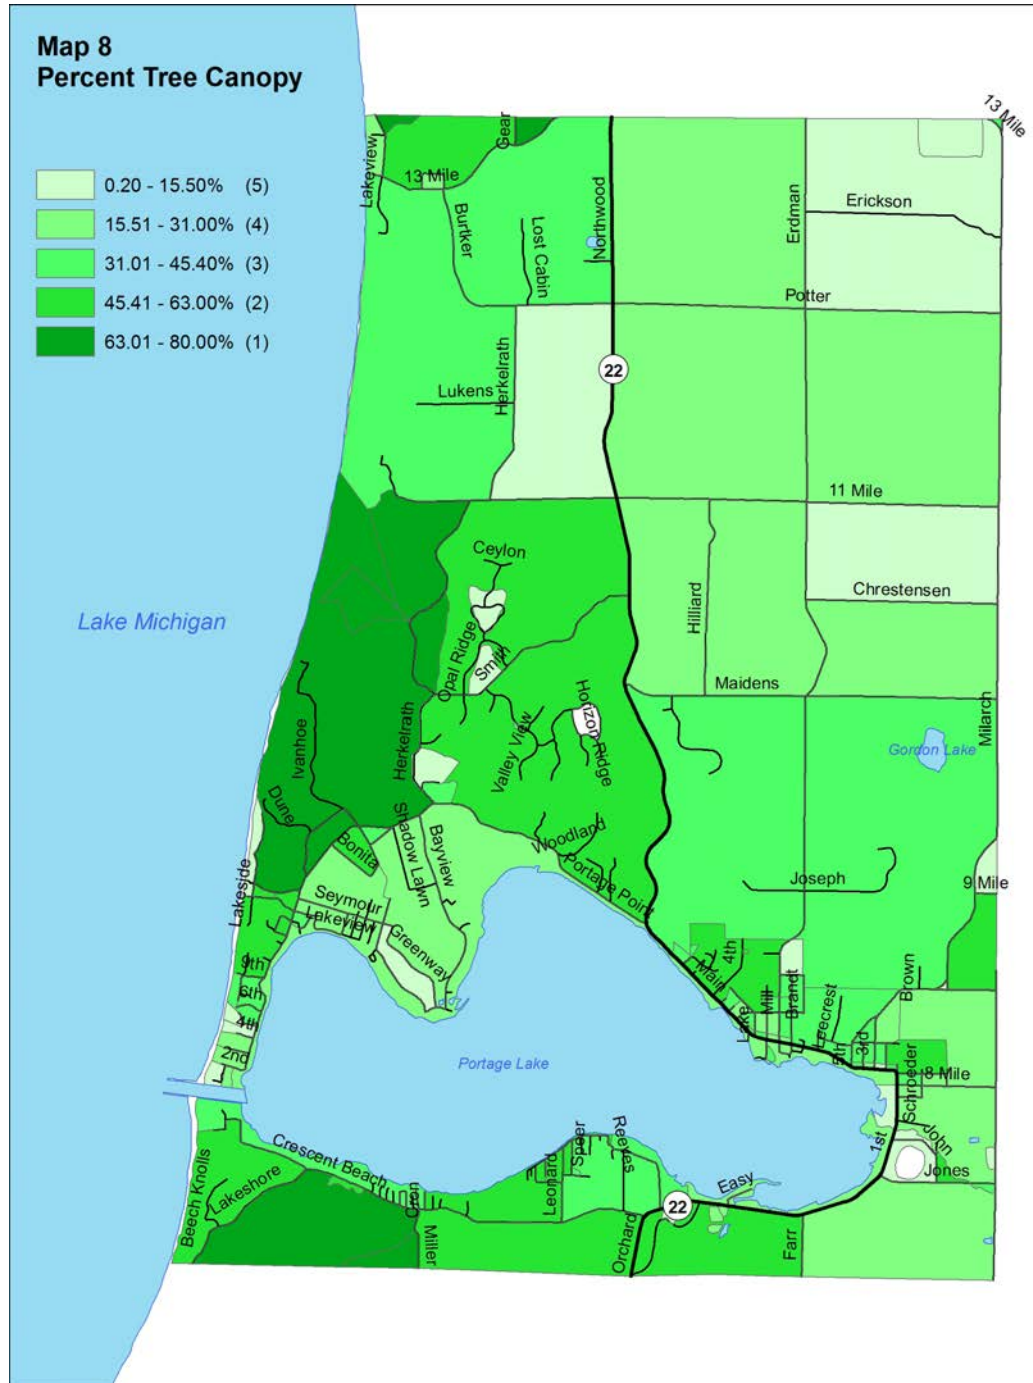 Map 8
Percent Tree Canopy
0.20 - 15.50% (5)
15.51 - 31.00% (4)
31.01 - 45.40% (3)
45.41 - 63.00% (2)
63.01 - 80.00% (1)
13 Mile
Gear
Lakeview
13 Mile
Burtker
Lost Cabin
Northwood
Erdman
Erickson
Potter
22
Herkelrath
Lukens
11 Mile
Ceylon
Chrestensen
Hilliard
Lake Michigan
Opal Ridge
Smith
Maidens
Horizon Ridge
Milarch
Ivanhoe
Herkelrath
Valley View
Gordon Lake
Dune
Bonita
Shadow Lawn
Bayview
Woodland
Portage Point
Joseph
9 Mile
Lakeside
Seymour
Lakeview
Greenway
4th
Main
Brown
9th
6th
4th
2nd
Lake
Mill
Brandt
Leecrest
5th
3rd
Portage Lake
8 Mile
Schroeder
1st
John
Jones
Crescent Beach
Beech Knolls
Lakeshore
Cron
Miller
Leonard
Speer
Reeves
Easy
22
Orchard
Farr